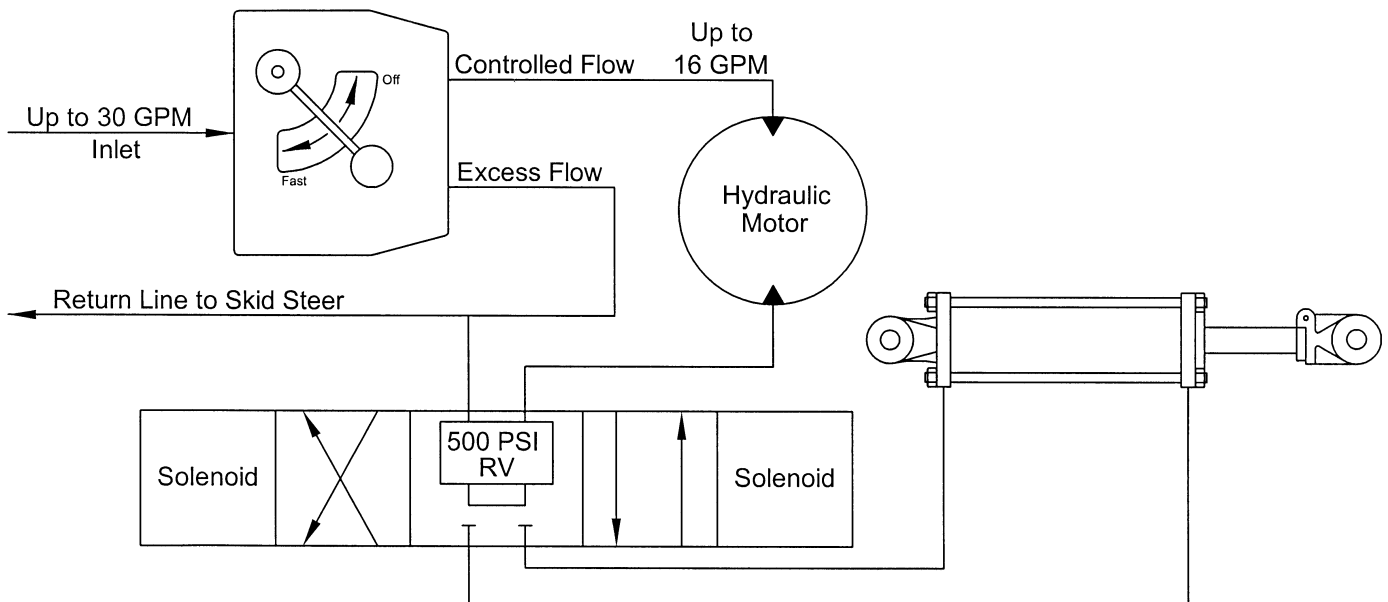 Up to
Controlled Flow 16 GPM
Off
Up to 30 GPM
Inlet
Fast
Excess Flow
Hydraulic
Motor
Return Line to Skid Steer
500 PSI
RV
Solenoid
Solenoid